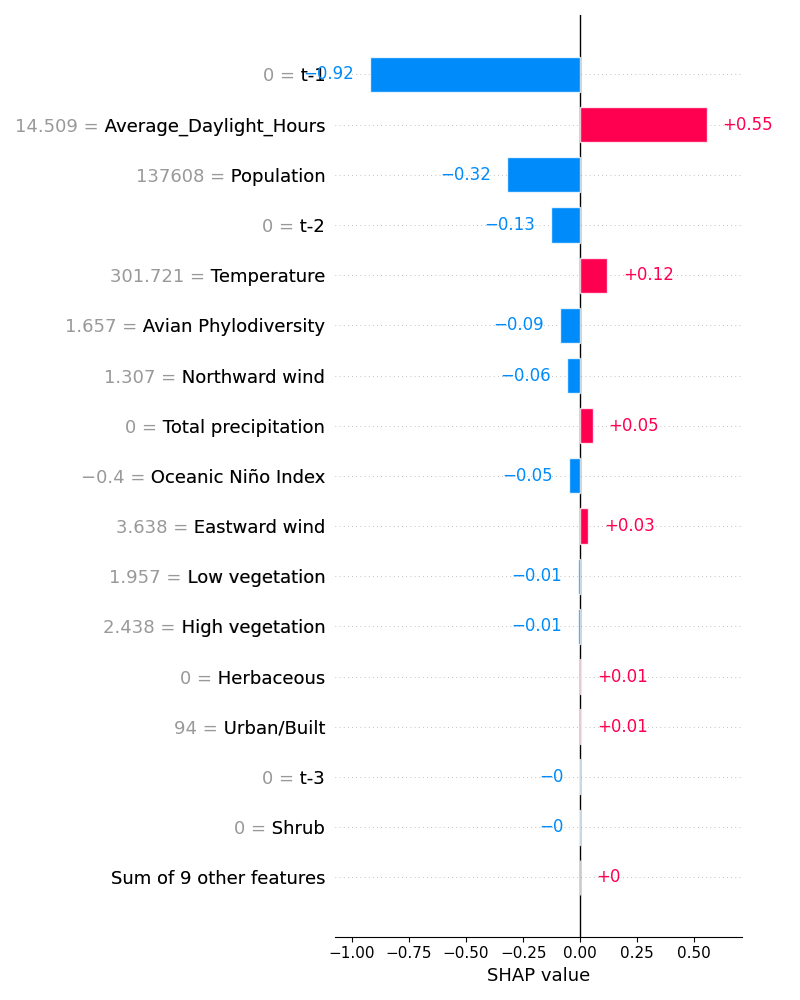 0 = t-1 −0.92
14.509 = Average_Daylight_Hours +0.55
137608 = Population −0.32
0 = t-2 −0.13
301.721 = Temperature +0.12
1.657 = Avian Phylodiversity −0.09
1.307 = Northward wind −0.06
0 = Total precipitation +0.05
−0.4 = Oceanic Niño Index −0.05
3.638 = Eastward wind +0.03
1.957 = Low vegetation −0.01
2.438 = High vegetation −0.01
0 = Herbaceous +0.01
94 = Urban/Built +0.01
0 = t-3 −0
0 = Shrub −0
Sum of 9 other features +0
−1.00 −0.75 −0.50 −0.25 0.00 0.25 0.50
SHAP value